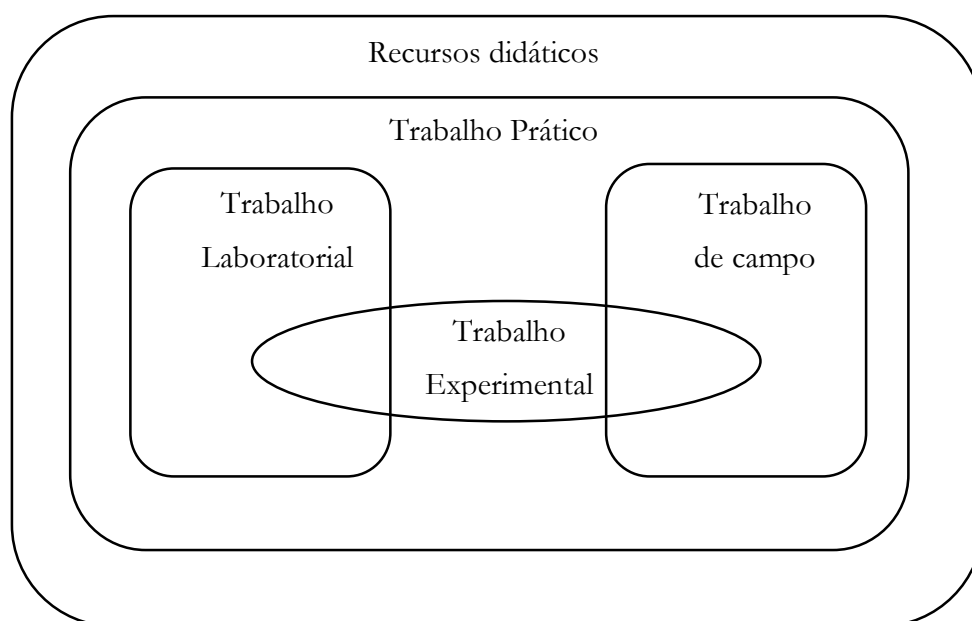 Recursos didáticos
Trabalho Prático
Trabalho
Laboratorial
Trabalho
de campo
Trabalho
Experimental